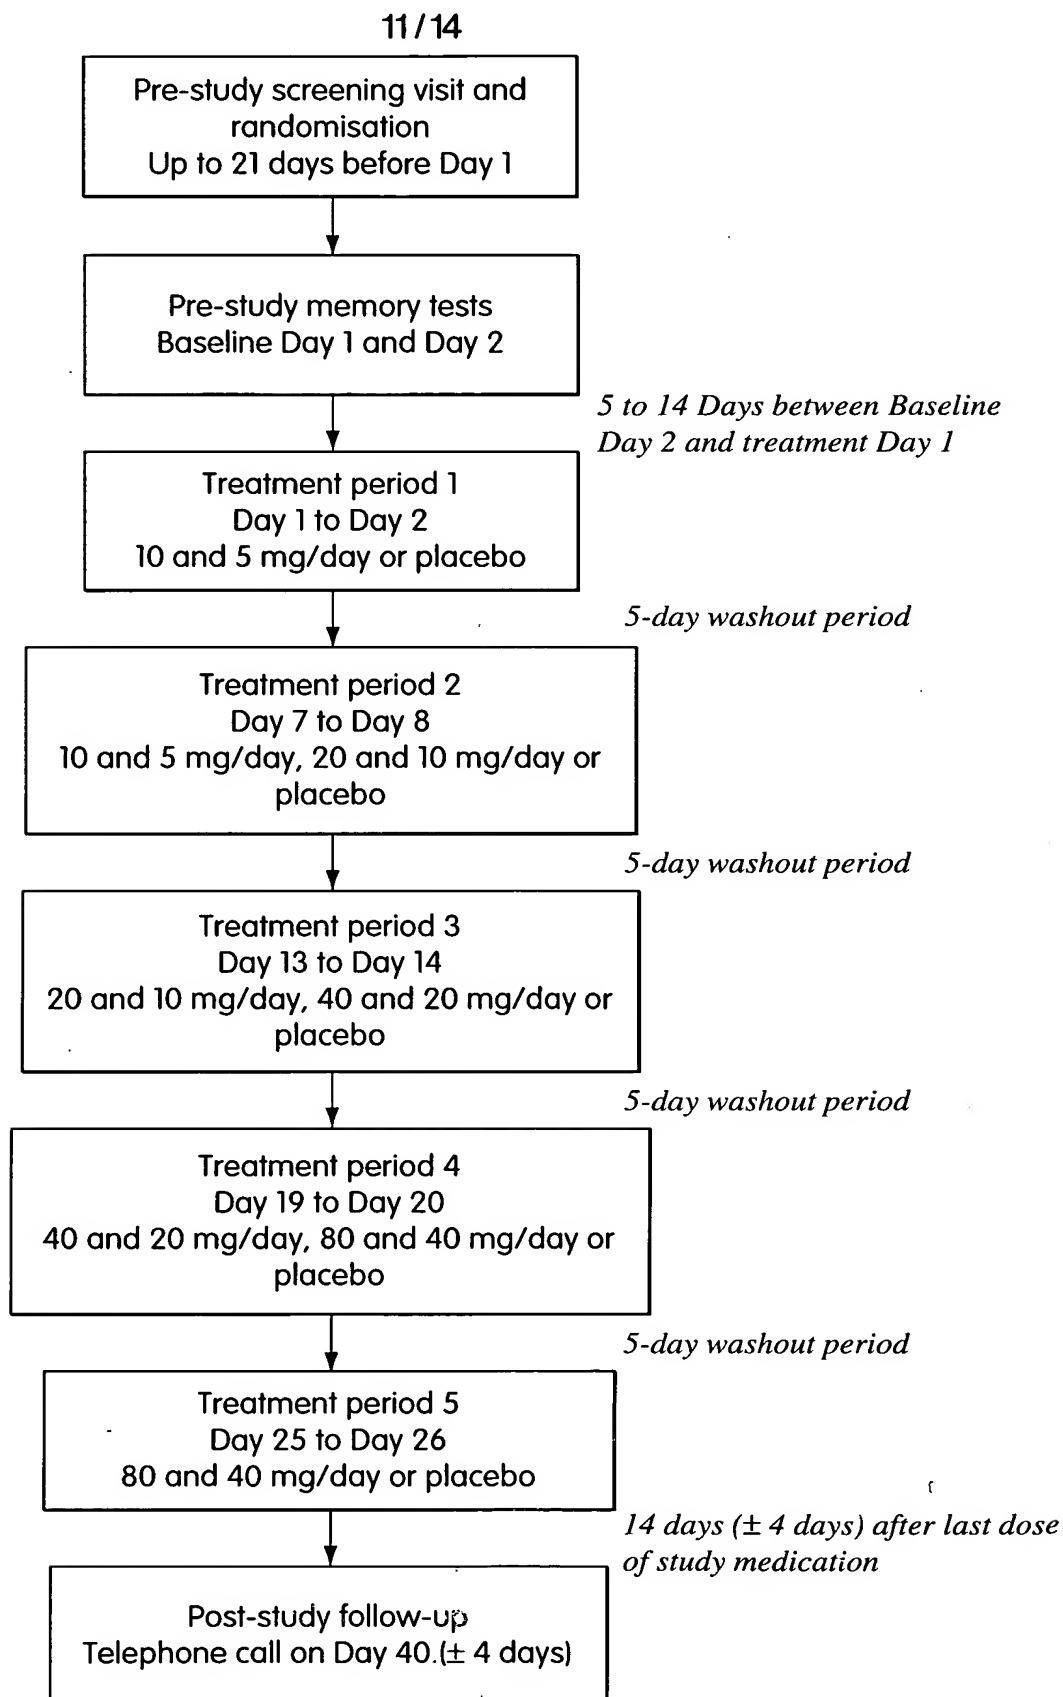 11/14
Pre-study screening visit and
randomisation
Up to 21 days before Day 1
Pre-study memory tests
Baseline Day 1 and Day 2
5 to 14 Days between Baseline
Day 2 and treatment Day 1
Treatment period 1
Day 1 to Day 2
10 and 5 mg/day or placebo
5-day washout period
Treatment period 2
Day 7 to Day 8
10 and 5 mg/day, 20 and 10 mg/day or
placebo
5-day washout period
Treatment period 3
Day 13 to Day 14
20 and 10 mg/day, 40 and 20 mg/day or
placebo
5-day washout period
Treatment period 4
Day 19 to Day 20
40 and 20 mg/day, 80 and 40 mg/day or
placebo
5-day washout period
Treatment period 5
Day 25 to Day 26
80 and 40 mg/day or placebo
14 days (± 4 days) after last dose
of study medication
Post-study follow-up
Telephone call on Day 40.(± 4 days)